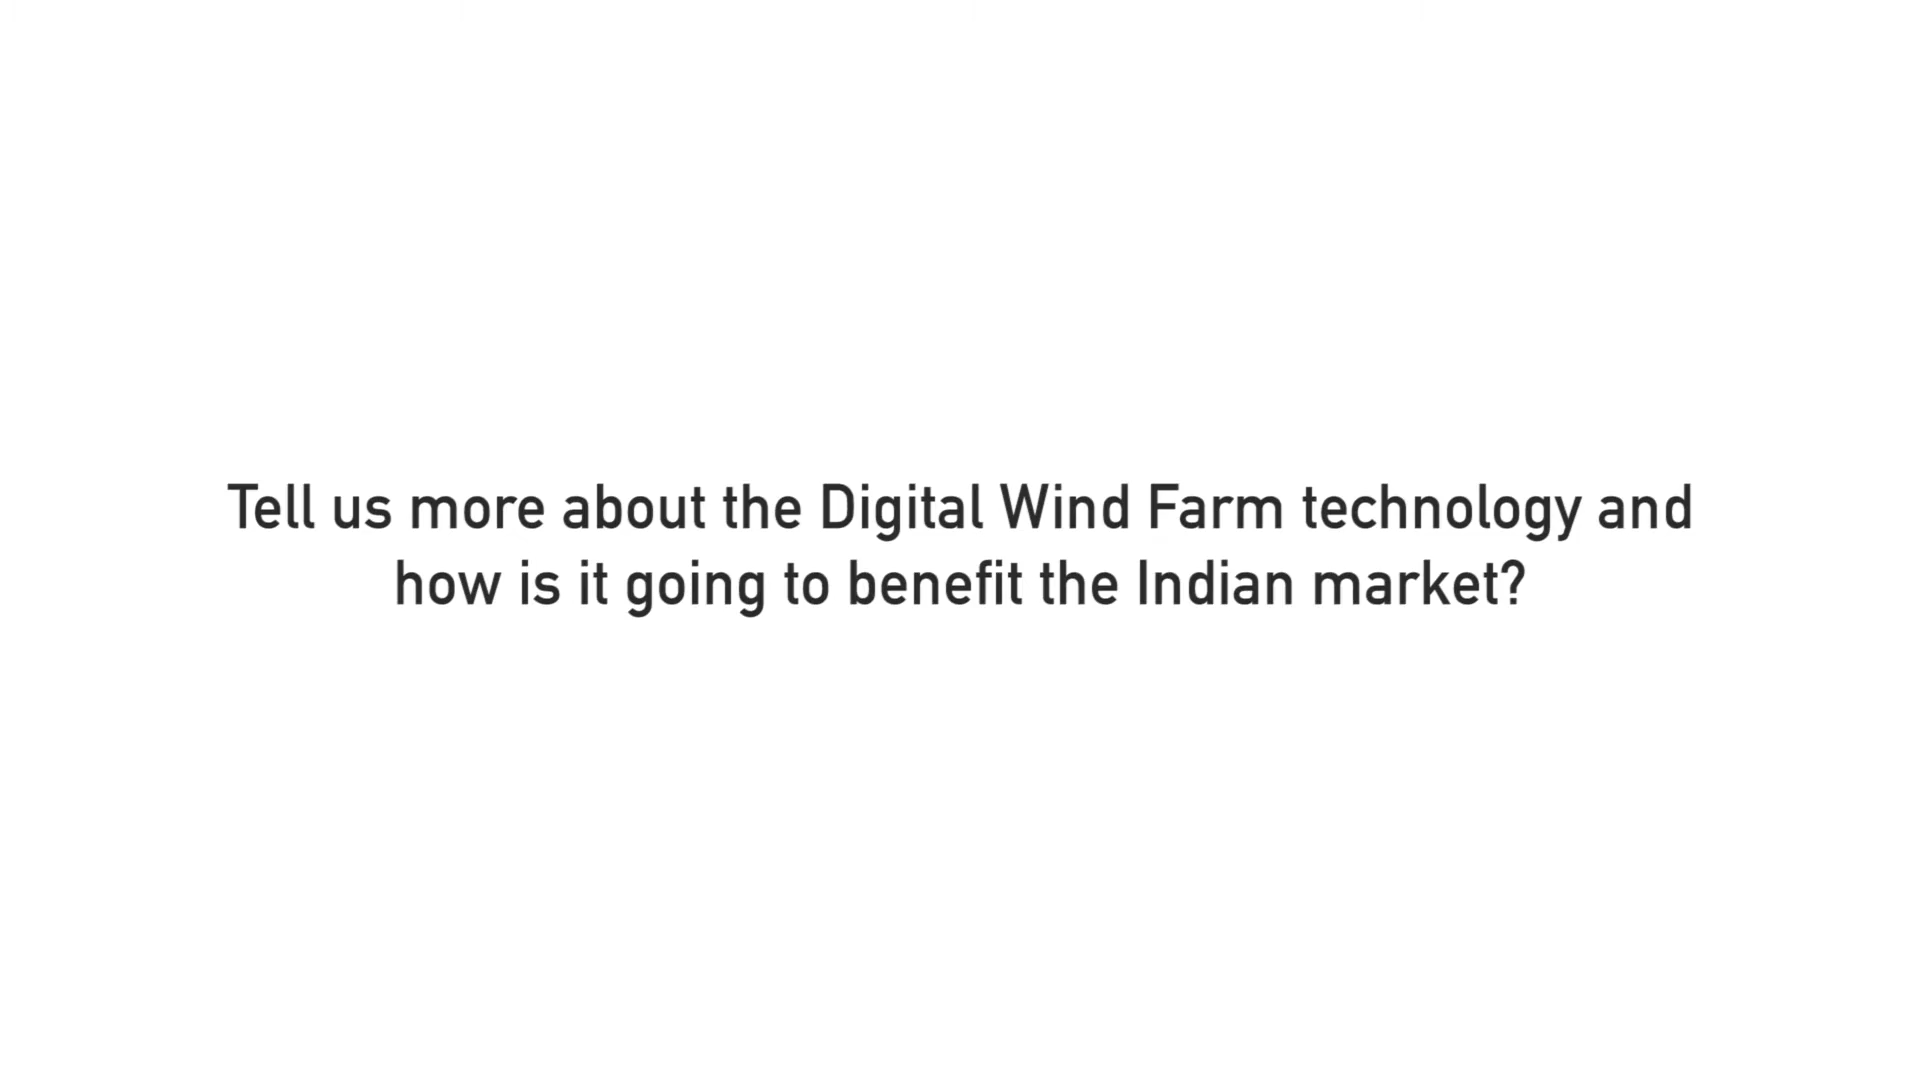 Tell us more about the Digital Wind Farm technology and
how is it going to benefit the Indian market?